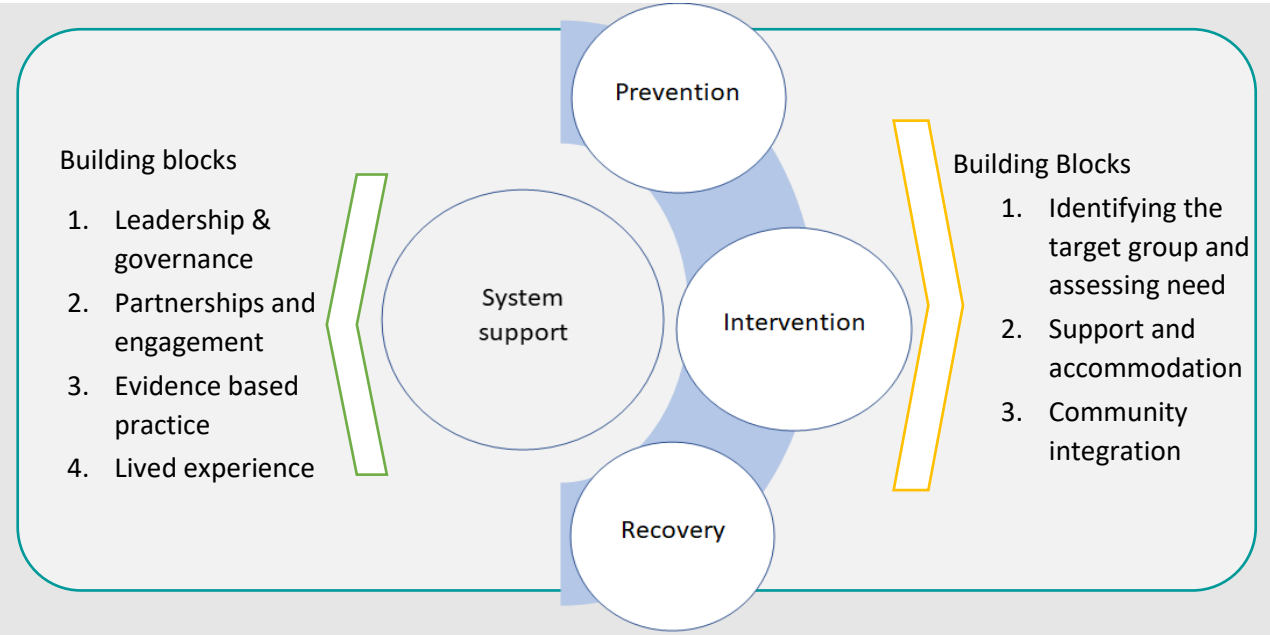 Building blocks
1. Leadership &
governance
2. Partnerships and
engagement
3. Evidence based
practice
4. Lived experience
System
support
Prevention
Intervention
Recovery
Building Blocks
1. Identifying the
target group and
assessing need
2. Support and
accommodation
3. Community
integration